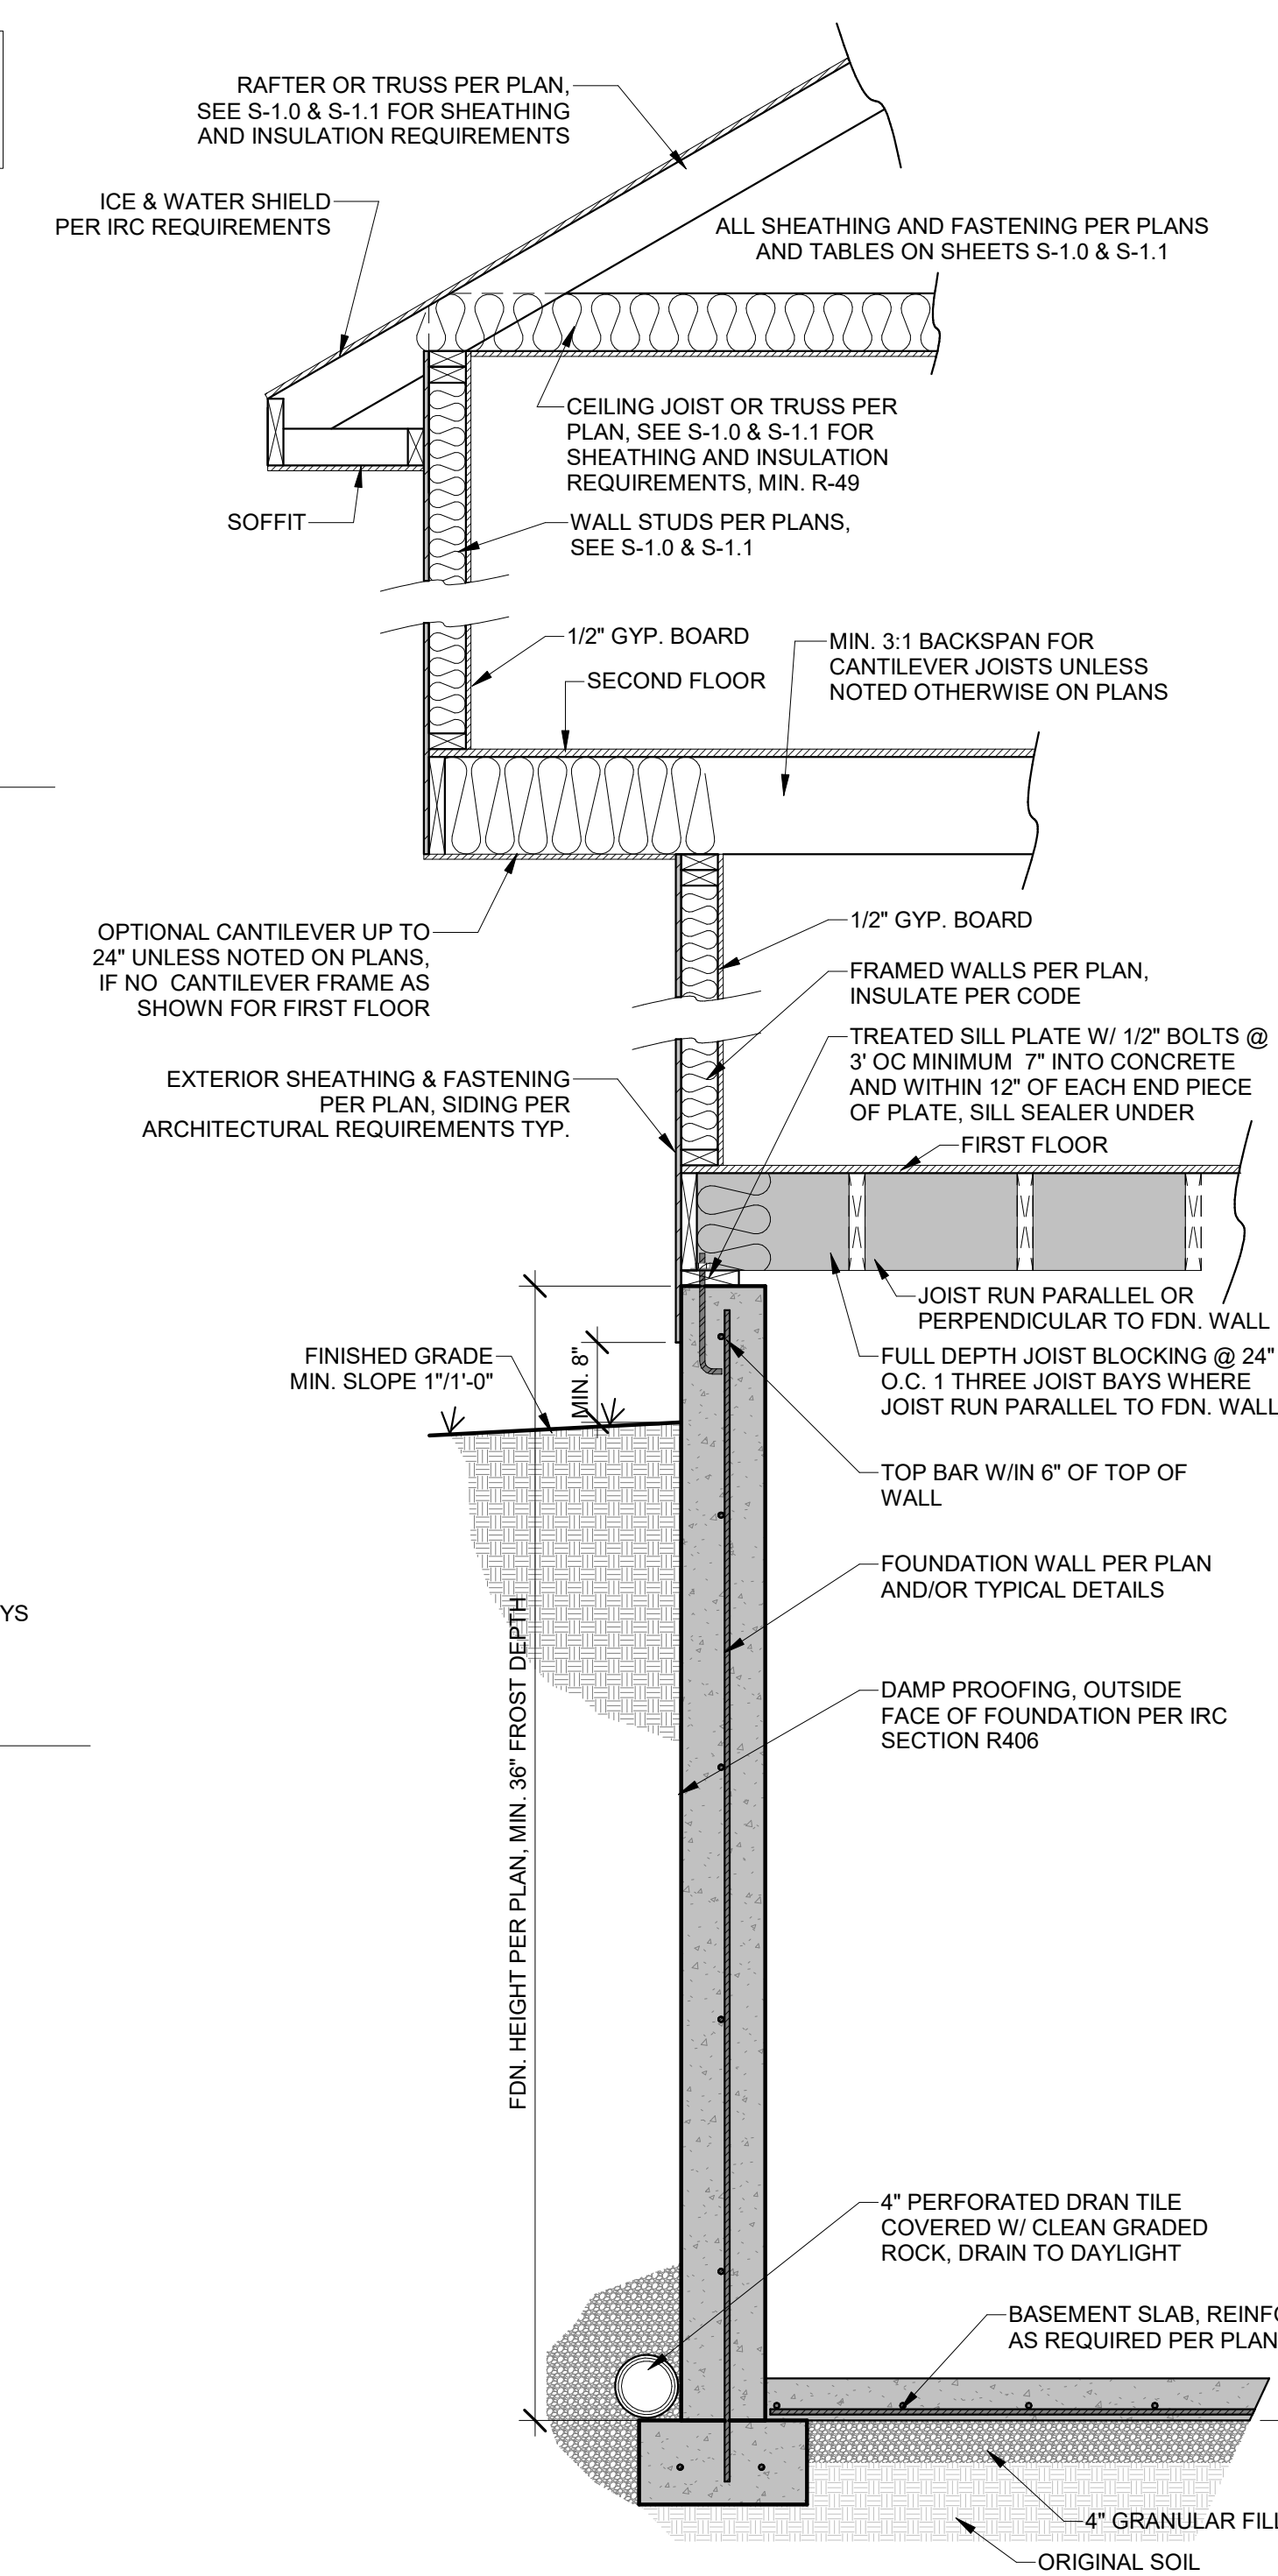 RAFTER OR TRUSS PER PLAN,
SEE S-1.0 & S-1.1 FOR SHEATHING
AND INSULATION REQUIREMENTS
ICE & WATER SHIELD
PER IRC REQUIREMENTS
ALL SHEATHING AND FASTENING PER PLANS
AND TABLES ON SHEETS S-1.0 & S-1.1
CEILING JOIST OR TRUSS PER
PLAN, SEE S-1.0 & S-1.1 FOR
SHEATHING AND INSULATION
REQUIREMENTS, MIN. R-49
SOFFIT
WALL STUDS PER PLANS,
SEE S-1.0 & S-1.1
1/2" GYP. BOARD
SECOND FLOOR
MIN. 3:1 BACKSPAN FOR
CANTILEVER JOISTS UNLESS
NOTED OTHERWISE ON PLANS
OPTIONAL CANTILEVER UP TO
24" UNLESS NOTED ON PLANS,
IF NO CANTILEVER FRAME AS
SHOWN FOR FIRST FLOOR
1/2" GYP. BOARD
FRAMED WALLS PER PLAN,
INSULATE PER CODE
TREATED SILL PLATE W/ 1/2" BOLTS @
3' OC MINIMUM 7" INTO CONCRETE
AND WITHIN 12" OF EACH END PIECE
OF PLATE, SILL SEALER UNDER
EXTERIOR SHEATHING & FASTENING
PER PLAN, SIDING PER
ARCHITECTURAL REQUIREMENTS TYP.
FIRST FLOOR
JOIST RUN PARALLEL OR
PERPENDICULAR TO FDN. WALL
FINISHED GRADE
MIN. SLOPE 1"/1'-0"
MIN. 8"
FULL DEPTH JOIST BLOCKING @ 24"
O.C. 1 THREE JOIST BAYS WHERE
JOIST RUN PARALLEL TO FDN. WALL
TOP BAR W/IN 6" OF TOP OF
WALL
FOUNDATION WALL PER PLAN
AND/OR TYPICAL DETAILS
YS
DAMP PROOFING, OUTSIDE
FACE OF FOUNDATION PER IRC
SECTION R406
FDN. HEIGHT PER PLAN, MIN. 36" FROST DEPTH
4" PERFORATED DRAN TILE
COVERED W/ CLEAN GRADED
ROCK, DRAIN TO DAYLIGHT
BASEMENT SLAB, REINFO
AS REQUIRED PER PLAN
4" GRANULAR FILL
ORIGINAL SOIL